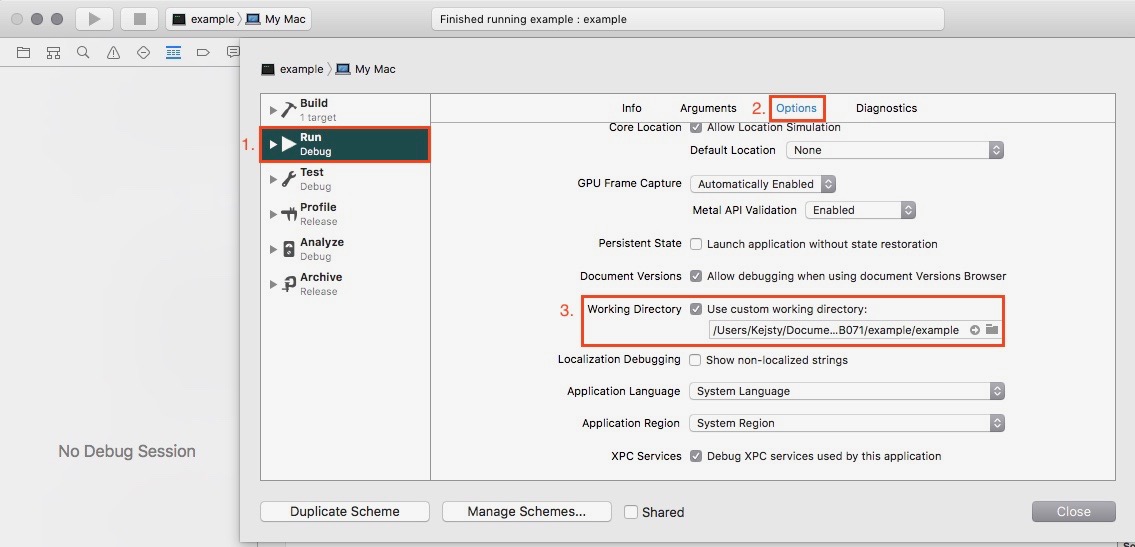 example 〉 My Mac
Finished running example : example
example 〉 My Mac
Build
1 target
1.
Run
Debug
Test
Debug
Profile
Release
Analyze
Debug
Archive
Release
Info Arguments 2. Options Diagnostics
Core Location Allow Location Simulation
Default Location None
GPU Frame Capture Automatically Enabled
Metal API Validation Enabled
Persistent State Launch application without state restoration
Document Versions Allow debugging when using document Versions Browser
3. Working Directory Use custom working directory:
/Users/Kejsty/Docume...B071/example/example
Localization Debugging Show non-localized strings
Application Language System Language
Application Region System Region
XPC Services Debug XPC services used by this application
No Debug Session
Duplicate Scheme Manage Schemes... Shared Close